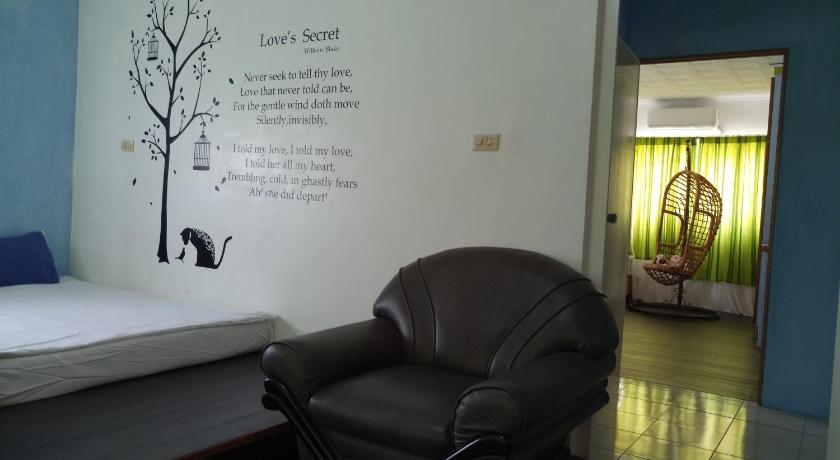 Love's Secret
William Blake
Never seek to tell thy love,
Love that never told can be,
For the gentle wind doth move
Silently,invisibly,
I told my love, I told my love,
I told her all my heart,
Trembling, cold, in ghastly fears
Ah! she did depart!